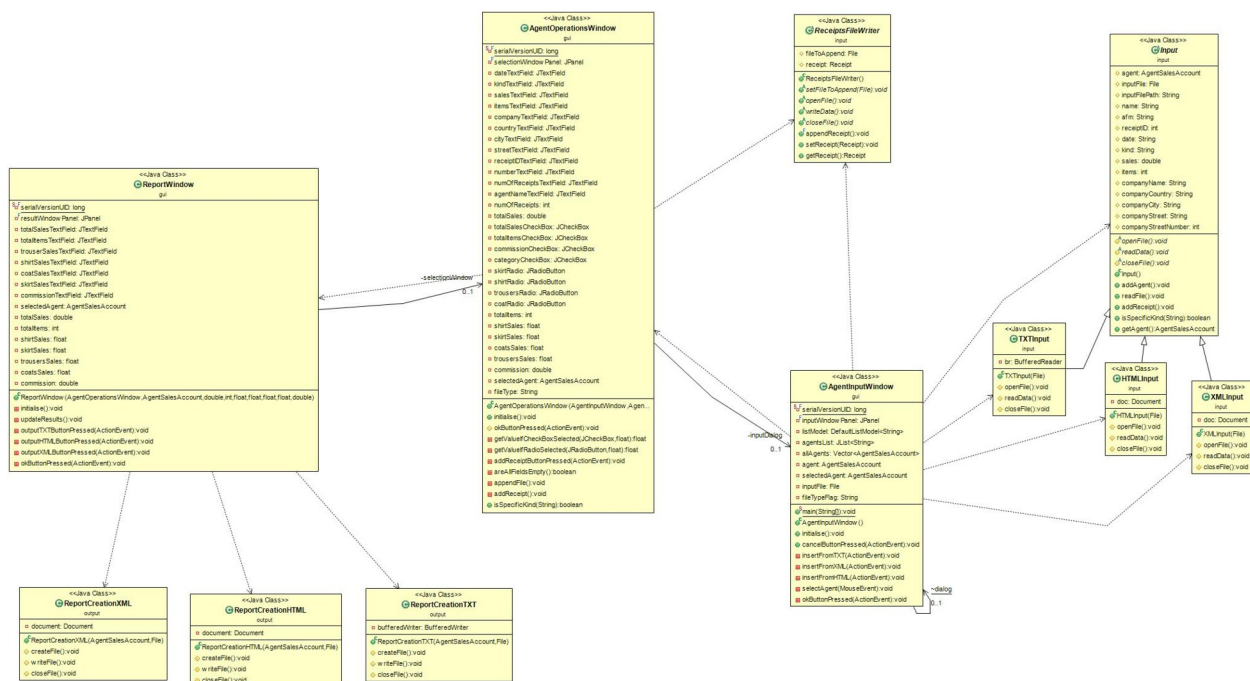 <<Java Class>>
ReportWindow
gui
serialVersionUID: long
resultWindow Panel: JPanel
totalSalesTextField: JTextField
totalItemsTextField: JTextField
trouserSalesTextField: JTextField
shirtSalesTextField: JTextField
coatSalesTextField: JTextField
skirtSalesTextField: JTextField
commissionTextField: JTextField
selectedAgent: AgentSalesAccount
totalSales: double
totalItems: int
shirtSales: float
skirtSales: float
trousersSales: float
coatsSales: float
commission: double
ReportWindow (AgentOperationsWindow,AgentSalesAccount,double,int,float,float,float,float,double)
initialise():void
updateResults():void
outputTXTButtonPressed(ActionEvent):void
outputHTMLButtonPressed(ActionEvent):void
outputXMLButtonPressed(ActionEvent):void
okButtonPressed(ActionEvent):void
<<Java Class>>
AgentOperationsWindow
gui
serialVersionUID: long
selectionWindow Panel: JPanel
dateTextField: JTextField
kindTextField: JTextField
salesTextField: JTextField
itemsTextField: JTextField
companyTextField: JTextField
countryTextField: JTextField
cityTextField: JTextField
streetTextField: JTextField
receiptIDTextField: JTextField
numberTextField: JTextField
numOfReceiptsTextField: JTextField
agentNameTextField: JTextField
numOfReceipts: int
totalSales: double
totalSalesCheckBox: JCheckBox
totalItemsCheckBox: JCheckBox
commissionCheckBox: JCheckBox
categoryCheckBox: JCheckBox
skirtRadio: JRadioButton
shirtRadio: JRadioButton
trousersRadio: JRadioButton
coatRadio: JRadioButton
totalItems: int
shirtSales: float
skirtSales: float
coatsSales: float
trousersSales: float
commission: double
selectedAgent: AgentSalesAccount
fileType: String
AgentOperationsWindow (AgentInputWindow,Agen...
initialise():void
okButtonPressed(ActionEvent):void
getValueIfCheckBoxSelected(JCheckBox,float):float
getValueIfRadioSelected(JRadioButton,float):float
addReceiptButtonPressed(ActionEvent):void
areAllFieldsEmpty():boolean
appendFile():void
addReceipt():void
isSpecificKind(String):boolean
-selectionWindow
0..1
<<Java Class>>
ReceiptsFileWriter
input
fileToAppend: File
receipt: Receipt
ReceiptsFileWriter()
setFileToAppend(File):void
openFile():void
writeData():void
closeFile():void
appendReceipt():void
setReceipt(Receipt):void
getReceipt():Receipt
<<Java Class>>
Input
input
agent: AgentSalesAccount
inputFile: File
inputFilePath: String
name: String
afm: String
receiptID: int
date: String
kind: String
sales: double
items: int
companyName: String
companyCountry: String
companyCity: String
companyStreet: String
companyStreetNumber: int
openFile():void
readData():void
closeFile():void
Input()
addAgent():void
readFile():void
addReceipt():void
isSpecificKind(String):boolean
getAgent():AgentSalesAccount
<<Java Class>>
TXTInput
input
br: BufferedReader
TXTInput(File)
openFile():void
readData():void
closeFile():void
<<Java Class>>
HTMLInput
input
doc: Document
HTMLInput(File)
openFile():void
readData():void
closeFile():void
<<Java Class>>
XMLInput
input
doc: Document
XMLInput(File)
openFile():void
readData():void
closeFile():void
<<Java Class>>
AgentInputWindow
gui
serialVersionUID: long
inputWindow Panel: JPanel
listModel: DefaultListModel<String>
agentsList: JList<String>
allAgents: Vector<AgentSalesAccount>
agent: AgentSalesAccount
selectedAgent: AgentSalesAccount
inputFile: File
fileTypeFlag: String
main(String[]):void
AgentInputWindow ()
initialise():void
cancelButtonPressed(ActionEvent):void
insertFromTXT(ActionEvent):void
insertFromXML(ActionEvent):void
insertFromHTML(ActionEvent):void
selectAgent(MouseEvent):void
okButtonPressed(ActionEvent):void
-inputDialog
0..1
~dialog
0..1
<<Java Class>>
ReportCreationXML
output
document: Document
ReportCreationXML(AgentSalesAccount,File)
createFile():void
writeFile():void
closeFile():void
<<Java Class>>
ReportCreationHTML
output
document: Document
ReportCreationHTML(AgentSalesAccount,File)
createFile():void
writeFile():void
closeFile():void
<<Java Class>>
ReportCreationTXT
output
bufferedWriter: BufferedWriter
ReportCreationTXT(AgentSalesAccount,File)
createFile():void
writeFile():void
closeFile():void